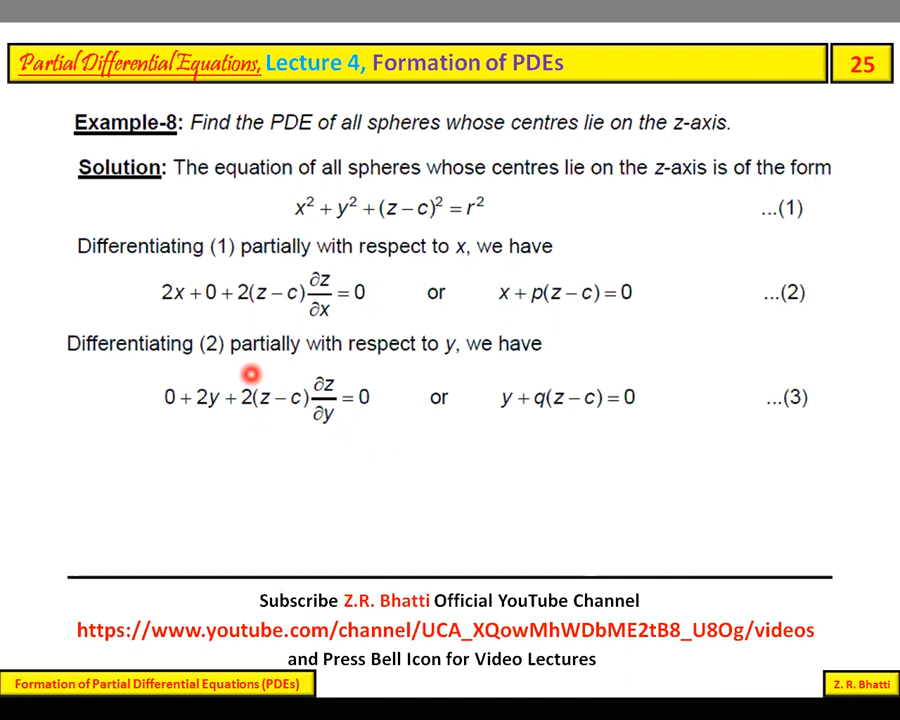 Partial Differential Equations, Lecture 4, Formation of PDEs
25
Example-8: Find the PDE of all spheres whose centres lie on the z-axis.
Solution: The equation of all spheres whose centres lie on the z-axis is of the form
x² + y² + (z – c)² = r² ...(1)
Differentiating (1) partially with respect to x, we have
2x + 0 + 2(z – c) ∂z/∂x = 0 or x + p(z – c) = 0 ...(2)
Differentiating (2) partially with respect to y, we have
0 + 2y + 2(z – c) ∂z/∂y = 0 or y + q(z – c) = 0 ...(3)
Subscribe Z.R. Bhatti Official YouTube Channel
https://www.youtube.com/channel/UCA_XQowMhWDbME2tB8_U8Og/videos
and Press Bell Icon for Video Lectures
Formation of Partial Differential Equations (PDEs)
Z. R. Bhatti